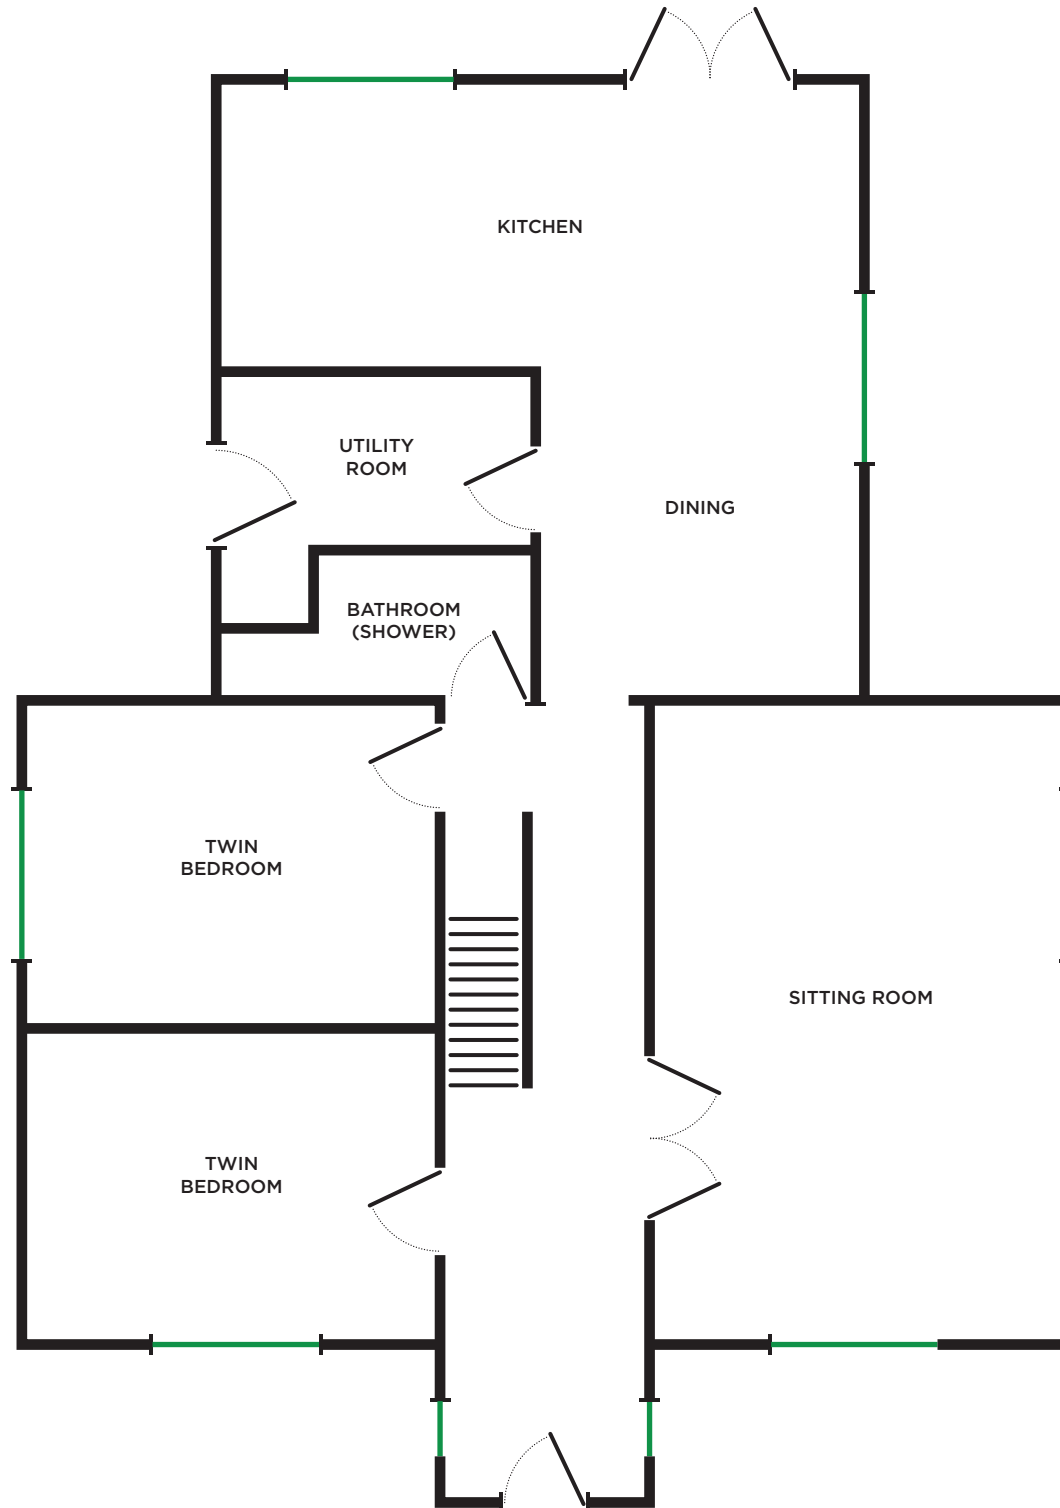 KITCHEN
UTILITY
ROOM
DINING
BATHROOM
(SHOWER)
TWIN
BEDROOM
SITTING ROOM
TWIN
BEDROOM